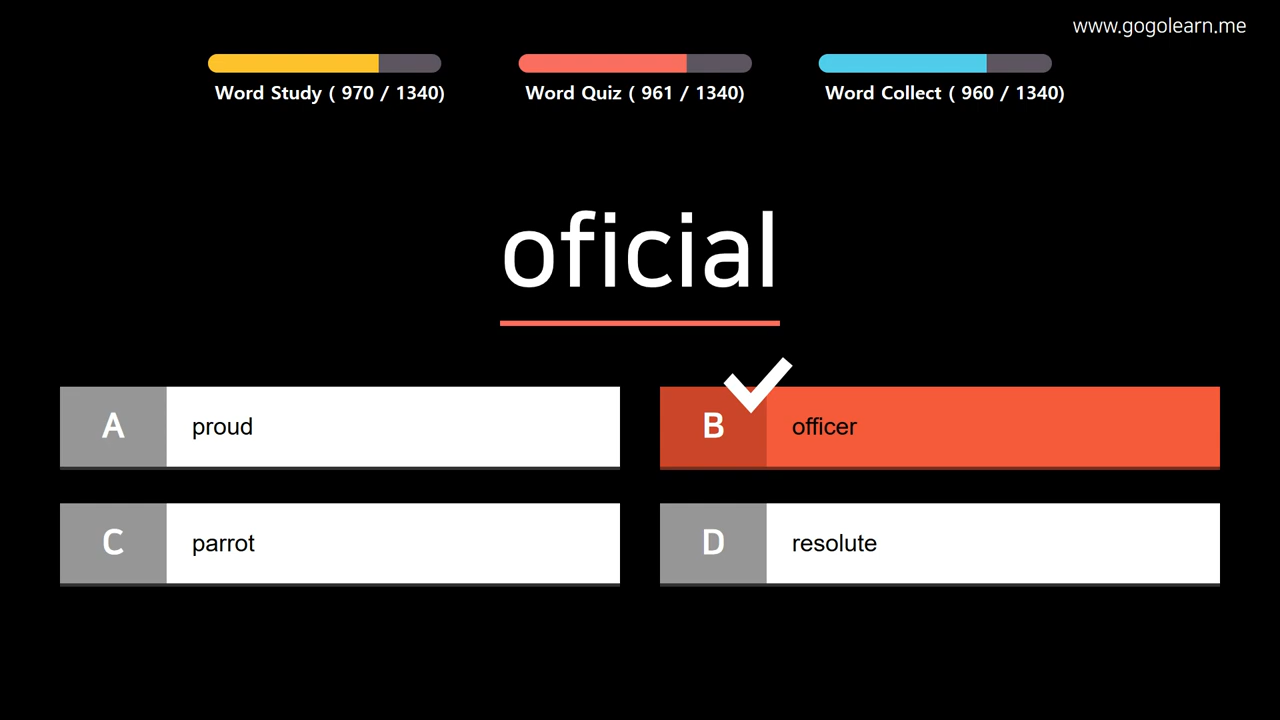 www.gogolearn.me
Word Study ( 970 / 1340)
Word Quiz ( 961 / 1340)
Word Collect ( 960 / 1340)
oficial
A proud
B officer
C parrot
D resolute